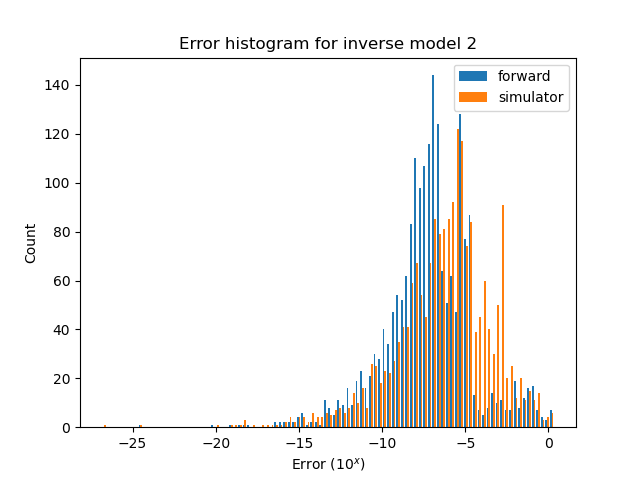 Error histogram for inverse model 2
forward
simulator
140
120
100
80
60
40
20
0
Count
−25 −20 −15 −10 −5 0
Error (10^x)